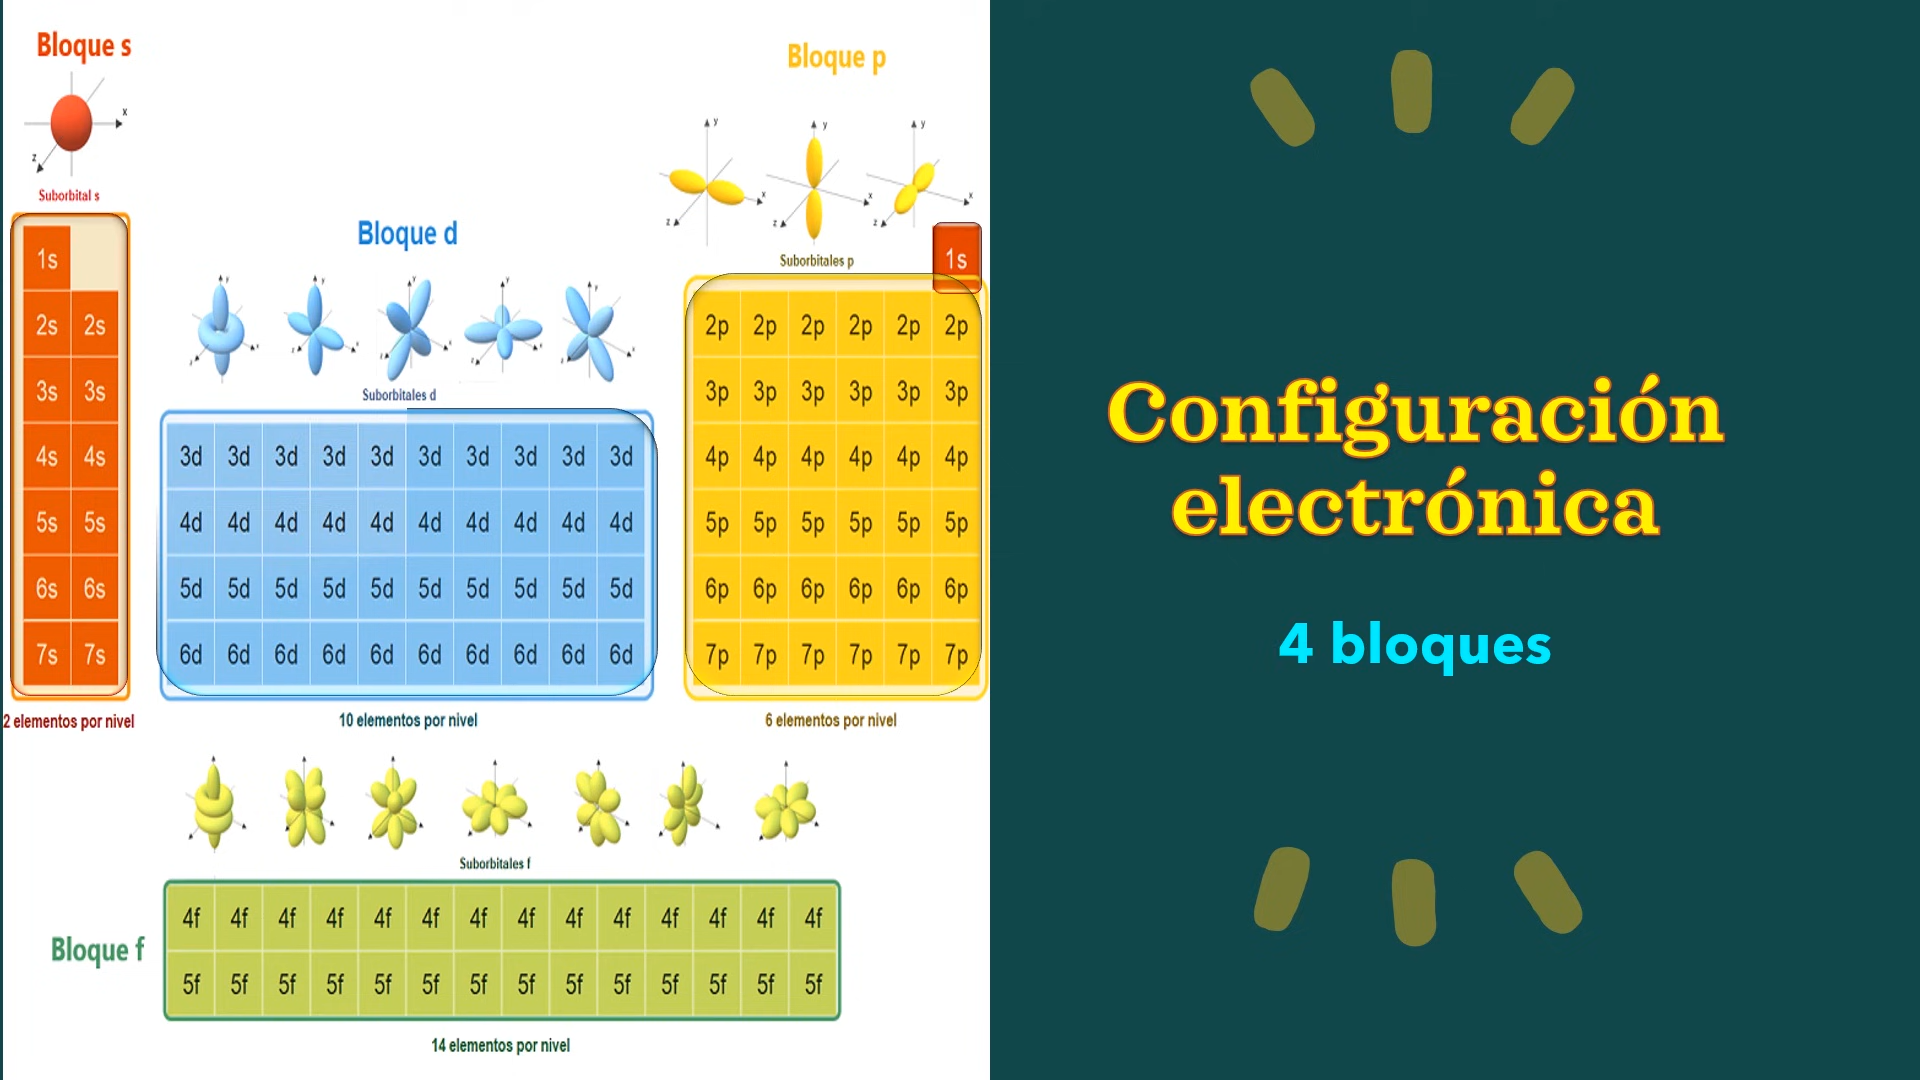 Bloque s
x
z
Suborbital s
1s
2s 2s
3s 3s
4s 4s
5s 5s
6s 6s
7s 7s
2 elementos por nivel
Bloque d
Suborbitales d
3d 3d 3d 3d 3d 3d 3d 3d 3d 3d
4d 4d 4d 4d 4d 4d 4d 4d 4d 4d
5d 5d 5d 5d 5d 5d 5d 5d 5d 5d
6d 6d 6d 6d 6d 6d 6d 6d 6d 6d
10 elementos por nivel
Bloque p
y y y
x x x
z z z
Suborbitales p
1s
2p 2p 2p 2p 2p 2p
3p 3p 3p 3p 3p 3p
4p 4p 4p 4p 4p 4p
5p 5p 5p 5p 5p 5p
6p 6p 6p 6p 6p 6p
7p 7p 7p 7p 7p 7p
6 elementos por nivel
Suborbitales f
Bloque f
4f 4f 4f 4f 4f 4f 4f 4f 4f 4f 4f 4f 4f 4f
5f 5f 5f 5f 5f 5f 5f 5f 5f 5f 5f 5f 5f 5f
14 elementos por nivel
Configuración
electrónica
4 bloques